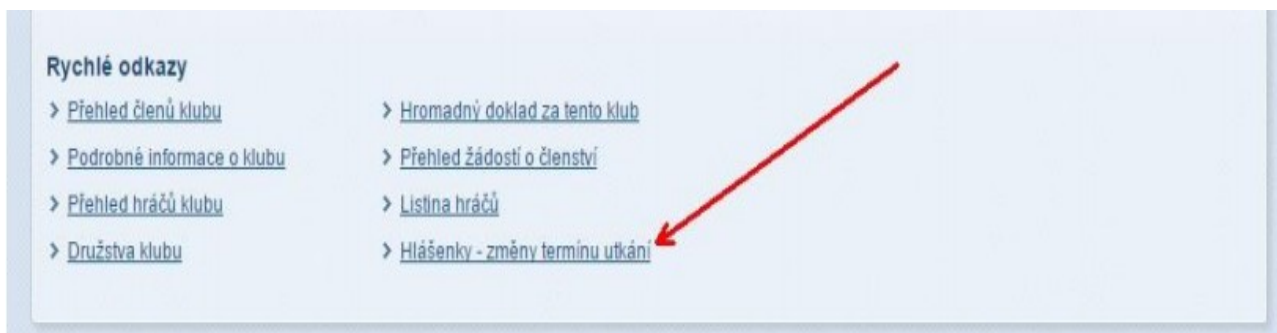 Rychlé odkazy
> Přehled členů klubu
> Podrobné informace o klubu
> Přehled hráčů klubu
> Družstva klubu
> Hromadný doklad za tento klub
> Přehled žádostí o členství
> Listina hráčů
> Hlášenky - změny termínu utkání